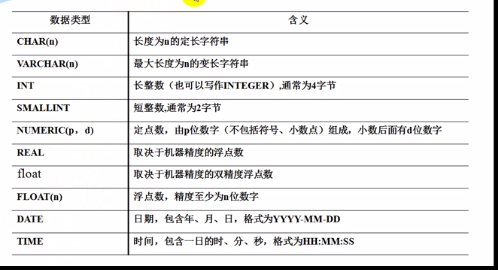 数据类型 含义
CHAR(n) 长度为n的定长字符串
VARCHAR(n) 最大长度为n的变长字符串
INT 长整数（也可以写作INTEGER）,通常为4字节
SMALLINT 短整数,通常为2字节
NUMERIC(p，d) 定点数，由p位数字（不包括符号、小数点）组成，小数后面有d位数字
REAL 取决于机器精度的浮点数
float 取决于机器精度的双精度浮点数
FLOAT(n) 浮点数，精度至少为n位数字
DATE 日期，包含年、月、日，格式为YYYY-MM-DD
TIME 时间，包含一日的时、分、秒，格式为HH:MM:SS